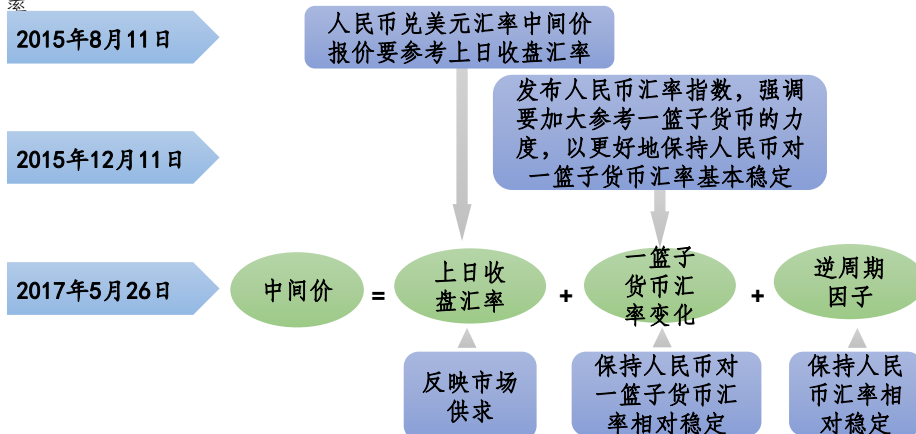 率
2015年8月11日
人民币兑美元汇率中间价
报价要参考上日收盘汇率
发布人民币汇率指数，强调
要加大参考一篮子货币的力
度，以更好地保持人民币对
一篮子货币汇率基本稳定
2015年12月11日
2017年5月26日
中间价
=
上日收
盘汇率
+
一篮子
货币汇
率变化
+
逆周期
因子
反映市场
供求
保持人民币对
一篮子货币汇
率相对稳定
保持人民
币汇率相
对稳定